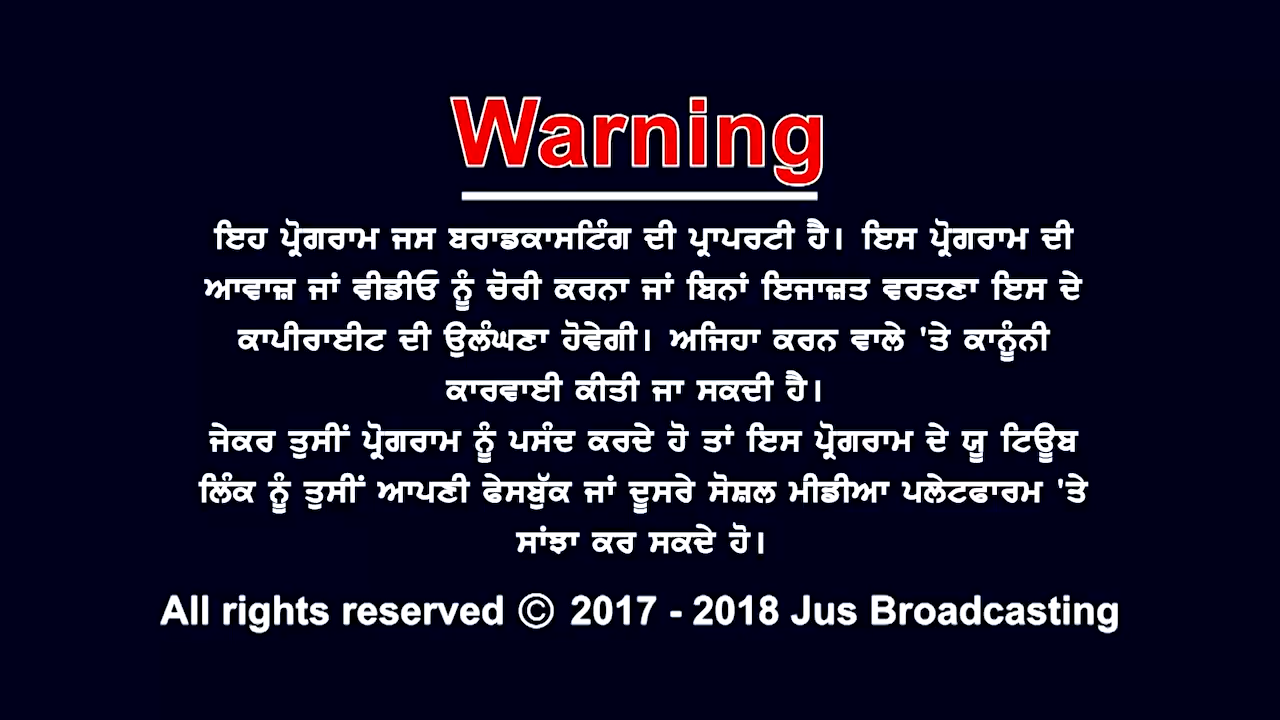 Warning
ਇਹ ਪ੍ਰੋਗਰਾਮ ਜਸ ਬਰਾਡਕਾਸਟਿੰਗ ਦੀ ਪ੍ਰਾਪਰਟੀ ਹੈ। ਇਸ ਪ੍ਰੋਗਰਾਮ ਦੀ
ਆਵਾਜ਼ ਜਾਂ ਵੀਡੀਓ ਨੂੰ ਚੋਰੀ ਕਰਨਾ ਜਾਂ ਬਿਨਾਂ ਇਜਾਜ਼ਤ ਵਰਤਣਾ ਇਸ ਦੇ
ਕਾਪੀਰਾਈਟ ਦੀ ਉਲੰਘਣਾ ਹੋਵੇਗੀ। ਅਜਿਹਾ ਕਰਨ ਵਾਲੇ 'ਤੇ ਕਾਨੂੰਨੀ
ਕਾਰਵਾਈ ਕੀਤੀ ਜਾ ਸਕਦੀ ਹੈ।
ਜੇਕਰ ਤੁਸੀਂ ਪ੍ਰੋਗਰਾਮ ਨੂੰ ਪਸੰਦ ਕਰਦੇ ਹੋ ਤਾਂ ਇਸ ਪ੍ਰੋਗਰਾਮ ਦੇ ਯੂ ਟਿਊਬ
ਲਿੰਕ ਨੂੰ ਤੁਸੀਂ ਆਪਣੀ ਫੇਸਬੁੱਕ ਜਾਂ ਦੂਸਰੇ ਸੋਸ਼ਲ ਮੀਡੀਆ ਪਲੇਟਫਾਰਮ 'ਤੇ
ਸਾਂਝਾ ਕਰ ਸਕਦੇ ਹੋ।
All rights reserved © 2017 - 2018 Jus Broadcasting